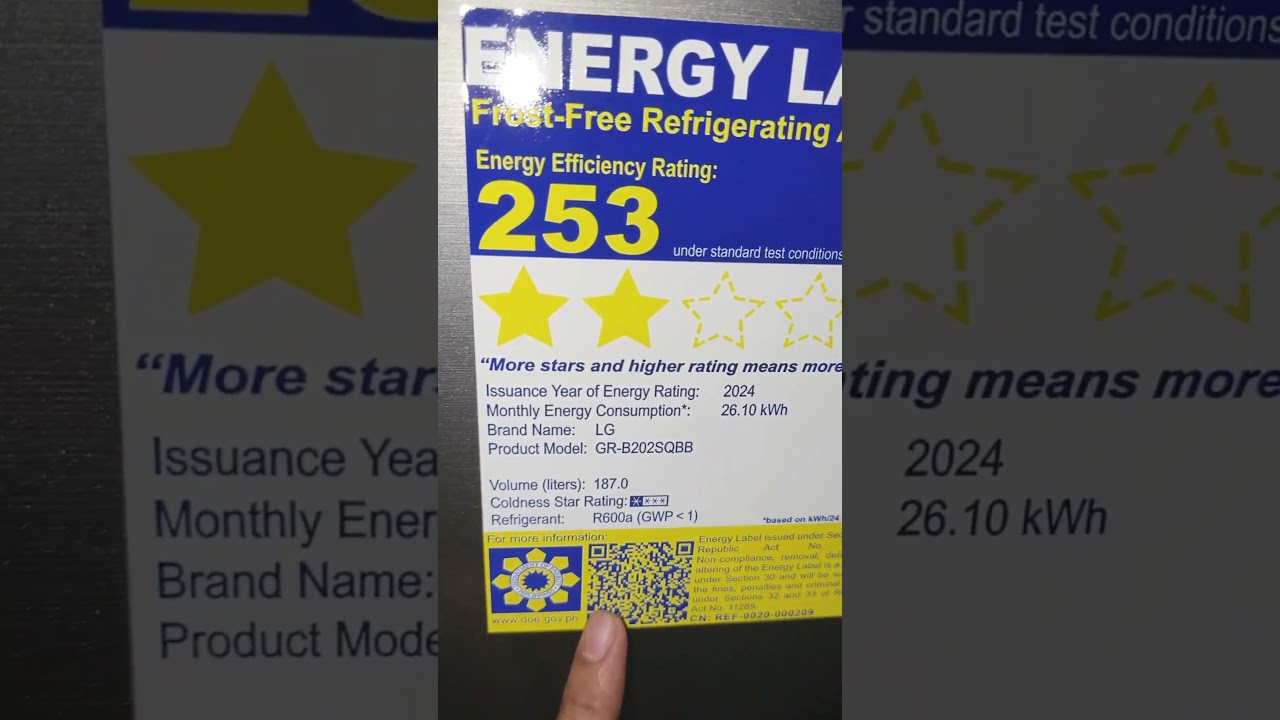 ENERGY LA
Frost-Free Refrigerating
Energy Efficiency Rating:
253
under standard test conditions
"More stars and higher rating means more
Issuance Year of Energy Rating: 2024
Monthly Energy Consumption*: 26.10 kWh
Brand Name: LG
Product Model: GR-B202SQBB
Volume (liters): 187.0
Coldness Star Rating: ****
Refrigerant: R600a (GWP < 1)
*based on kWh/24
For more information:
www.doe.gov.ph
Energy Label issued under Sec
Republic Act No.
Non-compliance, removal,
altering of the Energy Label is
under Section 30 and will be
the fines, penalties and criminal
under Sections 32 and 33 of
Act No. 11285.
CN: REF-0020-000209
standard test conditions
"More star
ting means more
Issuance Yea
2024
Monthly Ener
26.10 kWh
Brand Name:
Product Mode